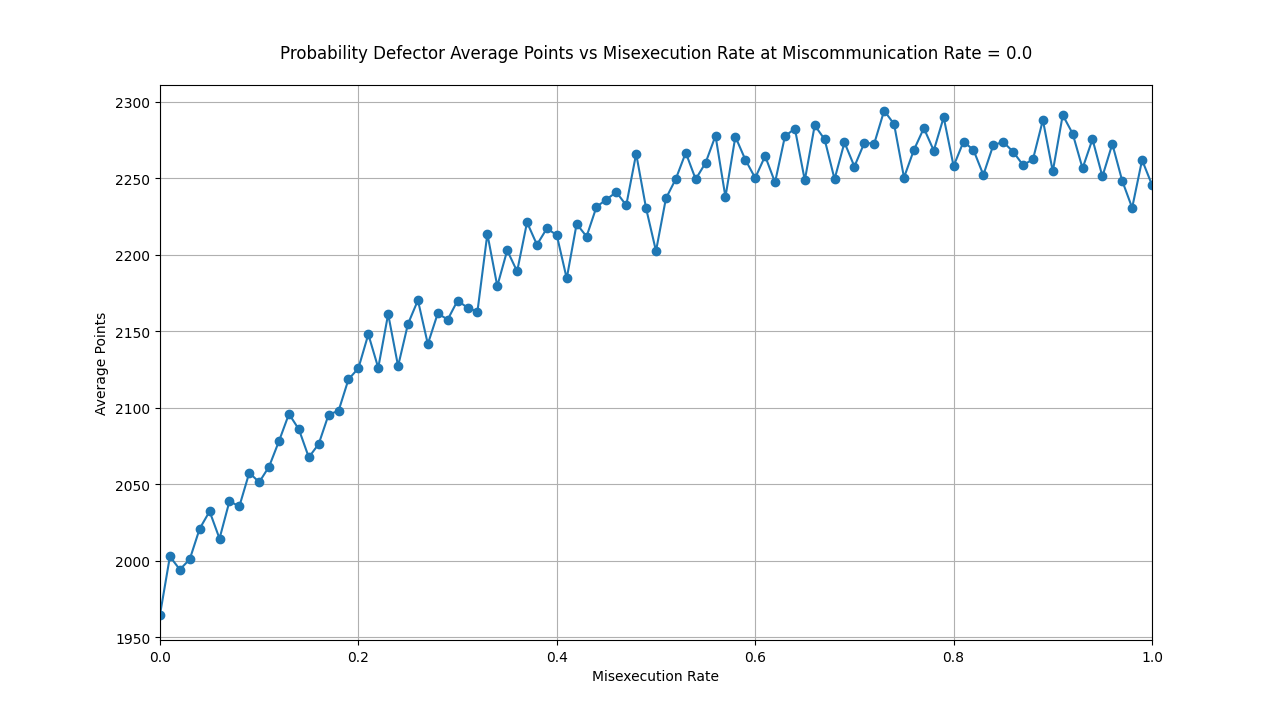 Probability Defector Average Points vs Misexecution Rate at Miscommunication Rate = 0.0
2300
2250
2200
2150
2100
2050
2000
1950
Average Points
0.0 0.2 0.4 0.6 0.8 1.0
Misexecution Rate